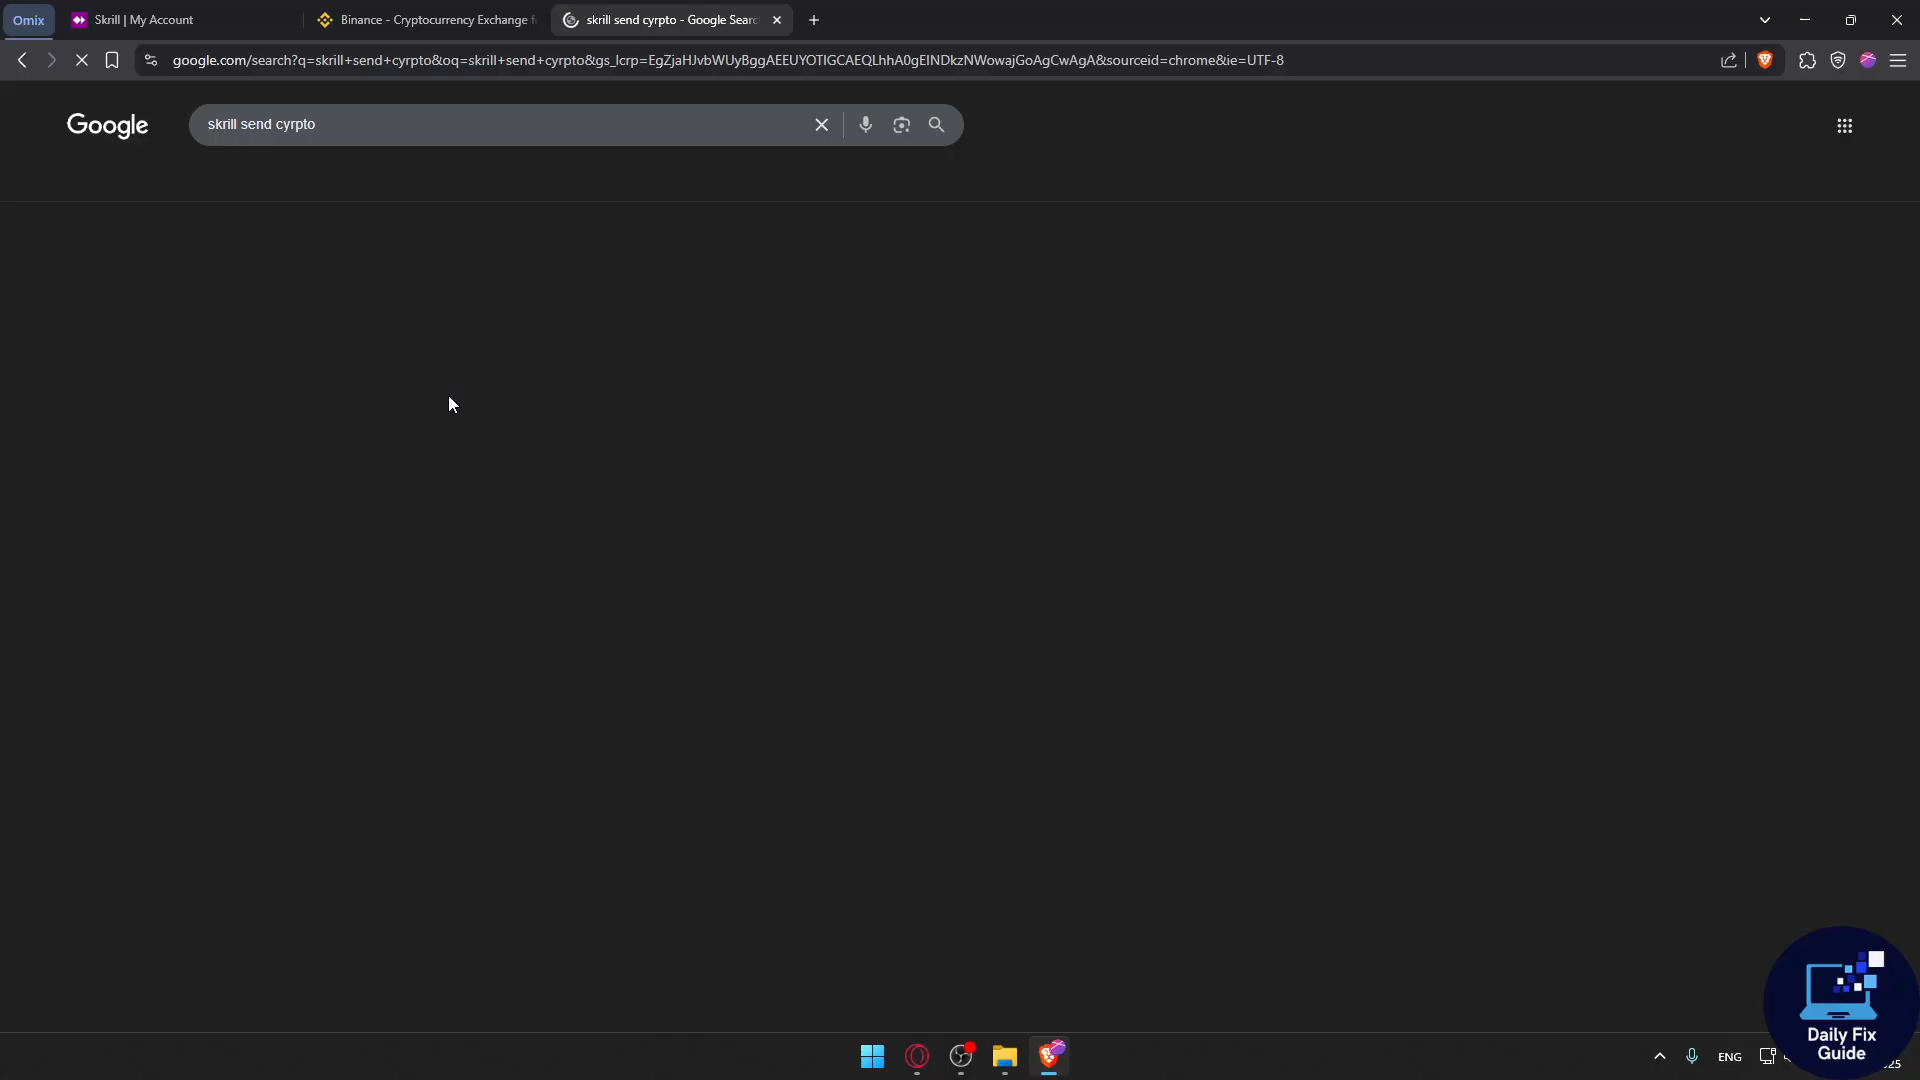 Omix
Skrill | My Account
Binance - Cryptocurrency Exchange f
skrill send cyrpto - Google Searc
google.com/search?q=skrill+send+cyrpto&oq=skrill+send+cyrpto&gs_lcrp=EgZjaHJvbWUyBggAEEUYOTIGCAEQLhhA0gEINDkzNWowajGoAgCwAgA&sourceid=chrome&ie=UTF-8
Google
skrill send cyrpto
ENG
25
Daily Fix
Guide